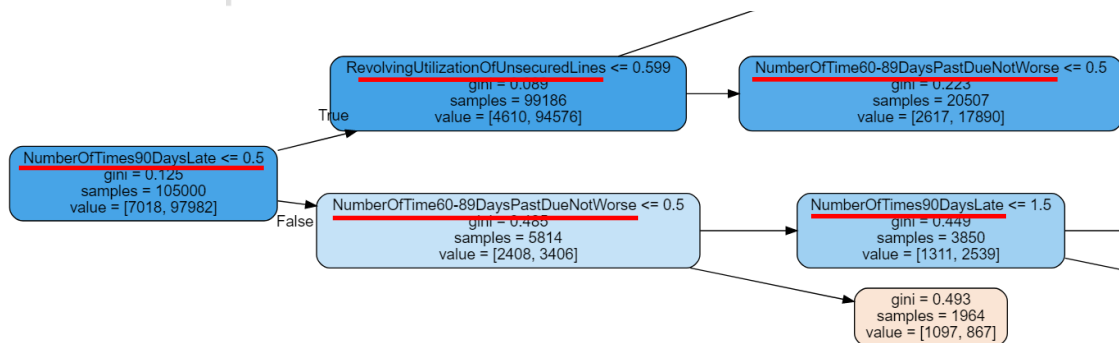 RevolvingUtilizationOfUnsecuredLines <= 0.599
gini = 0.089
samples = 99186
value = [4610, 94576]
NumberOfTime60-89DaysPastDueNotWorse <= 0.5
gini = 0.223
samples = 20507
value = [2617, 17890]
True
NumberOfTimes90DaysLate <= 0.5
gini = 0.125
samples = 105000
value = [7018, 97982]
False
NumberOfTime60-89DaysPastDueNotWorse <= 0.5
gini = 0.485
samples = 5814
value = [2408, 3406]
NumberOfTimes90DaysLate <= 1.5
gini = 0.449
samples = 3850
value = [1311, 2539]
gini = 0.493
samples = 1964
value = [1097, 867]